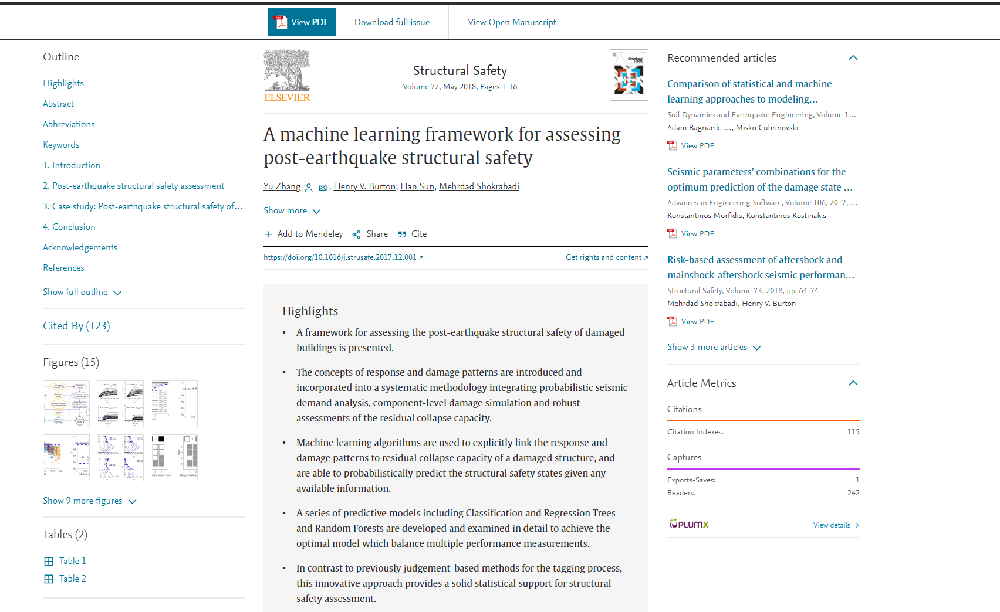 View PDF
Download full issue
View Open Manuscript
Outline
Highlights
Abstract
Abbreviations
Keywords
1. Introduction
2. Post-earthquake structural safety assessment
3. Case study: Post-earthquake structural safety of...
4. Conclusion
Acknowledgements
References
Show full outline
Cited By (123)
Figures (15)
Show 9 more figures
Tables (2)
Table 1
Table 2
ELSEVIER
Structural Safety
Volume 72, May 2018, Pages 1-16
Structural
safety
A machine learning framework for assessing
post-earthquake structural safety
Yu Zhang, Henry V. Burton, Han Sun, Mehrdad Shokrabadi
Show more
Add to Mendeley Share Cite
https://doi.org/10.1016/j.strusafe.2017.12.001
Get rights and content
Highlights
• A framework for assessing the post-earthquake structural safety of damaged
buildings is presented.
• The concepts of response and damage patterns are introduced and
incorporated into a systematic methodology integrating probabilistic seismic
demand analysis, component-level damage simulation and robust
assessments of the residual collapse capacity.
• Machine learning algorithms are used to explicitly link the response and
damage patterns to residual collapse capacity of a damaged structure, and
are able to probabilistically predict the structural safety states given any
available information.
• A series of predictive models including Classification and Regression Trees
and Random Forests are developed and examined in detail to achieve the
optimal model which balance multiple performance measurements.
• In contrast to previously judgement-based methods for the tagging process,
this innovative approach provides a solid statistical support for structural
safety assessment.
Recommended articles
Comparison of statistical and machine
learning approaches to modeling...
Soil Dynamics and Earthquake Engineering, Volume 1...
Adam Bagriacik, ..., Misko Cubrinovski
View PDF
Seismic parameters' combinations for the
optimum prediction of the damage state ...
Advances in Engineering Software, Volume 106, 2017, ...
Konstantinos Morfidis, Konstantinos Kostinakis
View PDF
Risk-based assessment of aftershock and
mainshock-aftershock seismic performan...
Structural Safety, Volume 73, 2018, pp. 64-74
Mehrdad Shokrabadi, Henry V. Burton
View PDF
Show 3 more articles
Article Metrics
Citations
Citation Indexes: 115
Captures
Exports-Saves: 1
Readers: 242
PLUMX
View details